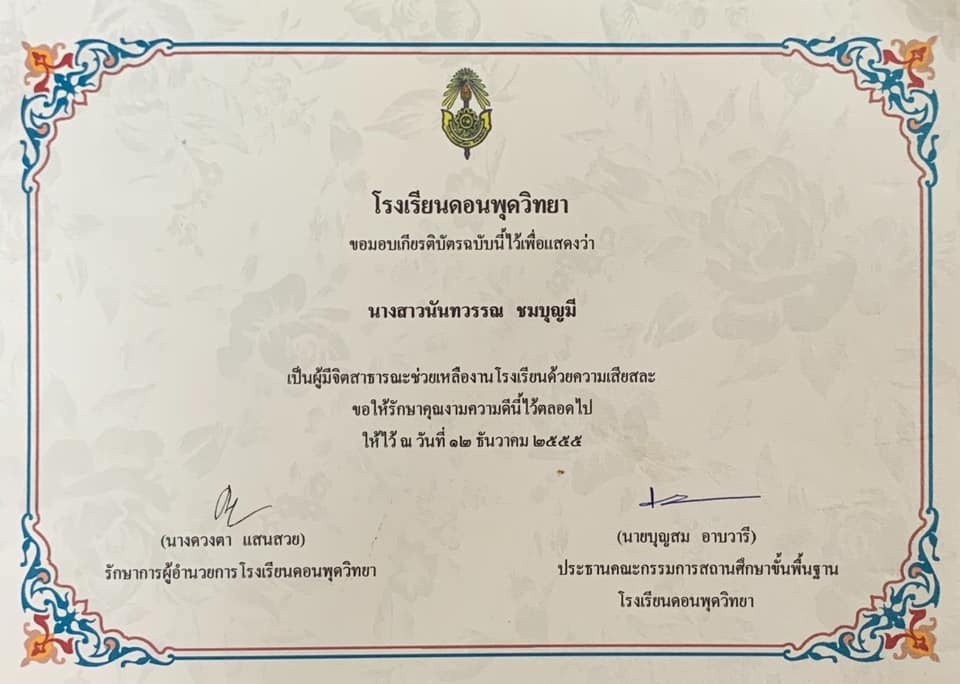 โรงเรียนดอนพุดวิทยา
ขอมอบเกียรติบัตรฉบับนี้ไว้เพื่อแสดงว่า
นางสาวนันทวรรณ ชมบุญมี
เป็นผู้มีจิตสาธารณะช่วยเหลืองานโรงเรียนด้วยความเสียสละ
ขอให้รักษาคุณงามความดีนี้ไว้ตลอดไป
ให้ไว้ ณ วันที่ ๑๒ ธันวาคม ๒๕๕๕
(นางดวงตา แสนสวย)
รักษาการผู้อำนวยการโรงเรียนดอนพุดวิทยา
(นายบุญสม อาบวารี)
ประธานคณะกรรมการสถานศึกษาขั้นพื้นฐาน
โรงเรียนดอนพุดวิทยา